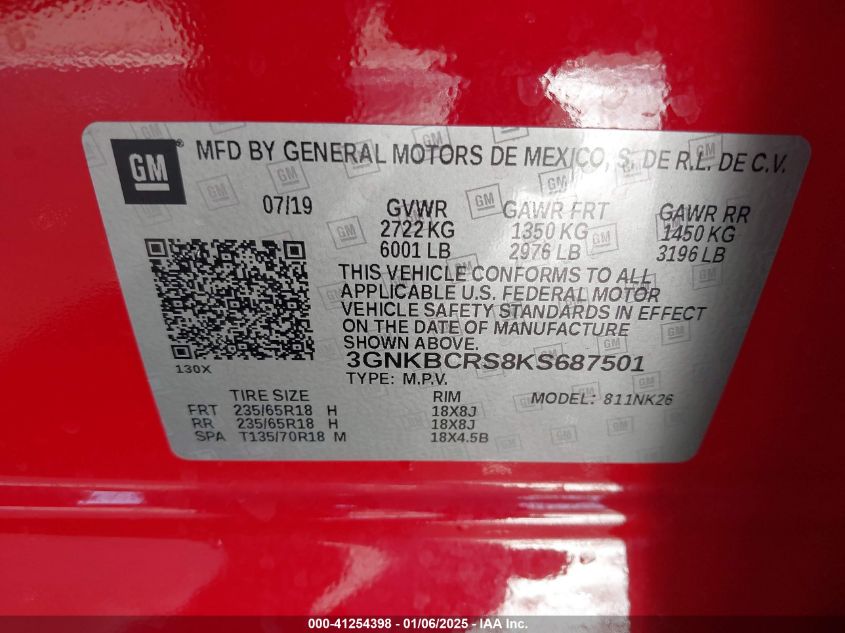 GM
MFD BY GENERAL MOTORS DE MEXICO, S. DE R.L. DE C.V.
07/19 GVWR GAWR FRT GAWR RR
2722 KG 1350 KG 1450 KG
6001 LB 2976 LB 3196 LB
THIS VEHICLE CONFORMS TO ALL
APPLICABLE U.S. FEDERAL MOTOR
VEHICLE SAFETY STANDARDS IN EFFECT
ON THE DATE OF MANUFACTURE
SHOWN ABOVE.
130X
3GNKBCRS8KS687501
TYPE: M.P.V.
TIRE SIZE RIM MODEL: 811NK26
FRT 235/65R18 H 18X8J
RR 235/65R18 H 18X8J
SPA T135/70R18 M 18X4.5B
000-41254398 - 01/06/2025 - IAA Inc.